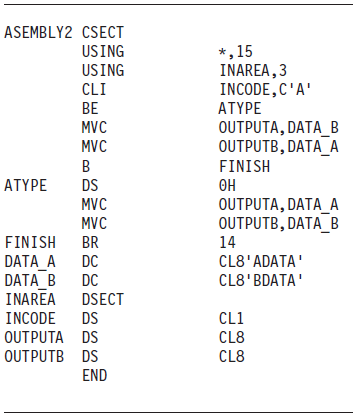 ASEMBLY2 CSECT
USING *,15
USING INAREA,3
CLI INCODE,C'A'
BE ATYPE
MVC OUTPUTA,DATA_B
MVC OUTPUTB,DATA_A
B FINISH
ATYPE DS 0H
MVC OUTPUTA,DATA_A
MVC OUTPUTB,DATA_B
FINISH BR 14
DATA_A DC CL8'ADATA'
DATA_B DC CL8'BDATA'
INAREA DSECT
INCODE DS CL1
OUTPUTA DS CL8
OUTPUTB DS CL8
END